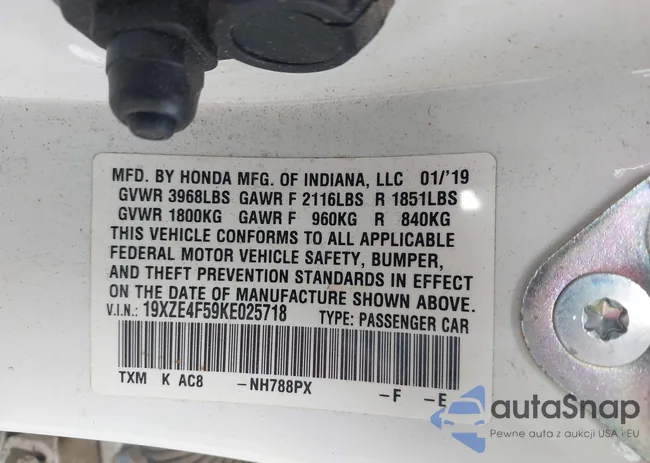 MFD. BY HONDA MFG. OF INDIANA, LLC 01/'19
GVWR 3968LBS GAWR F 2116LBS R 1851LBS
GVWR 1800KG GAWR F 960KG R 840KG
THIS VEHICLE CONFORMS TO ALL APPLICABLE
FEDERAL MOTOR VEHICLE SAFETY, BUMPER,
AND THEFT PREVENTION STANDARDS IN EFFECT
ON THE DATE OF MANUFACTURE SHOWN ABOVE.
V.I.N.: 19XZE4F59KE025718 TYPE: PASSENGER CAR
TXM K AC8 -NH788PX -F -E
autaSnap
Pewne auta z aukcji USA i EU